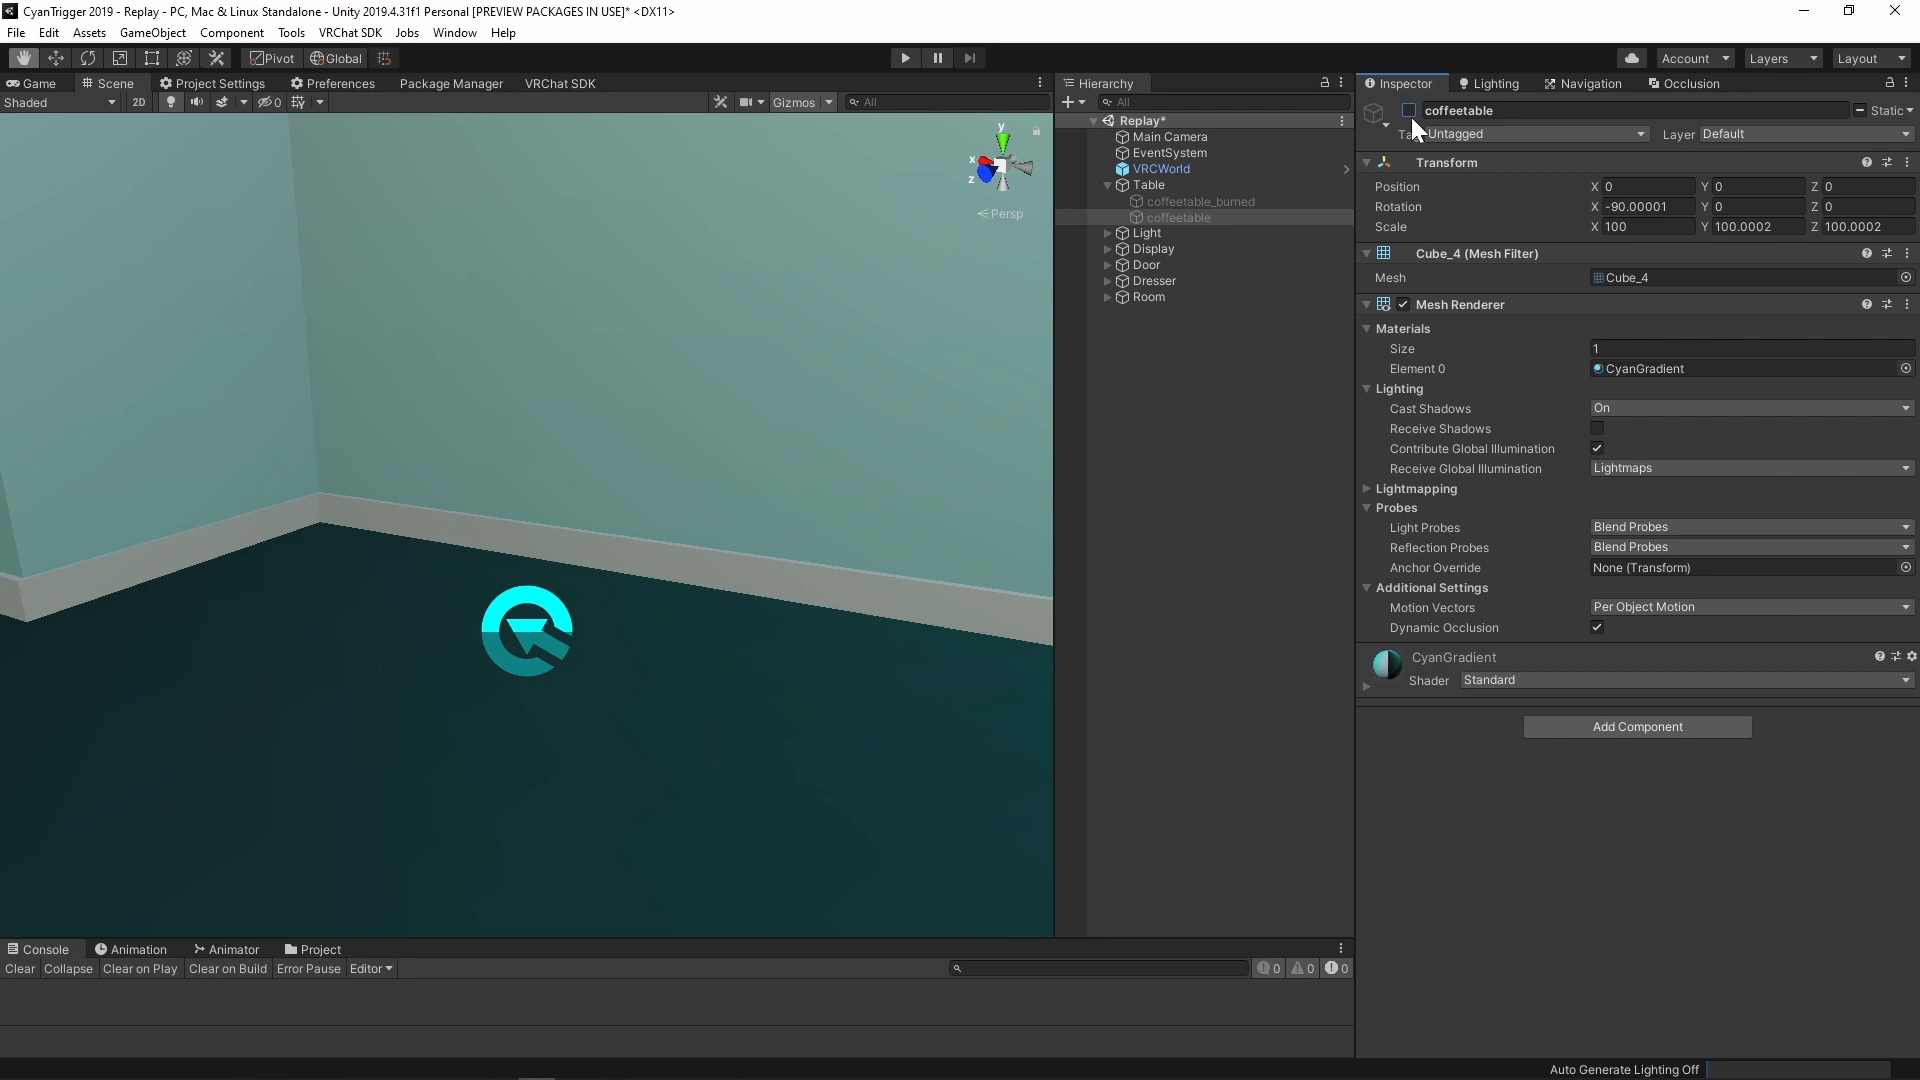 CyanTrigger 2019 - Replay - PC, Mac & Linux Standalone - Unity 2019.4.31f1 Personal [PREVIEW PACKAGES IN USE]* <DX11>
File Edit Assets GameObject Component Tools VRChat SDK Jobs Window Help
Pivot Global Account Layers Layout
Game Scene Project Settings Preferences Package Manager VRChat SDK
Shaded 2D 0 Gizmos All
y
x
z
Persp
Hierarchy
All
Replay*
Main Camera
EventSystem
VRCWorld
Table
coffeetable_burned
coffeetable
Light
Display
Door
Dresser
Room
Inspector Lighting Navigation Occlusion
coffeetable Static
Untagged Layer Default
Transform
Position X 0 Y 0 Z 0
Rotation X -90.00001 Y 0 Z 0
Scale X 100 Y 100.0002 Z 100.0002
Cube_4 (Mesh Filter)
Mesh Cube_4
Mesh Renderer
Materials
Size 1
Element 0 CyanGradient
Lighting
Cast Shadows On
Receive Shadows
Contribute Global Illumination
Receive Global Illumination Lightmaps
Lightmapping
Probes
Light Probes Blend Probes
Reflection Probes Blend Probes
Anchor Override None (Transform)
Additional Settings
Motion Vectors Per Object Motion
Dynamic Occlusion
CyanGradient
Shader Standard
Add Component
Console Animation Animator Project
Clear Collapse Clear on Play Clear on Build Error Pause Editor 0 0 0
Auto Generate Lighting Off